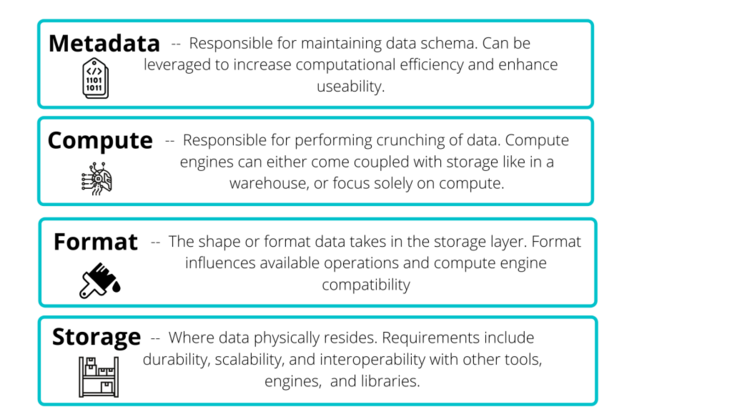 Metadata -- Responsible for maintaining data schema. Can be
leveraged to increase computational efficiency and enhance
useability.
</>
1101
1011
Compute -- Responsible for performing crunching of data. Compute
engines can either come coupled with storage like in a
warehouse, or focus solely on compute.
Format -- The shape or format data takes in the storage layer. Format
influences available operations and compute engine
compatibility
Storage -- Where data physically resides. Requirements include
durability, scalability, and interoperability with other tools,
engines, and libraries.